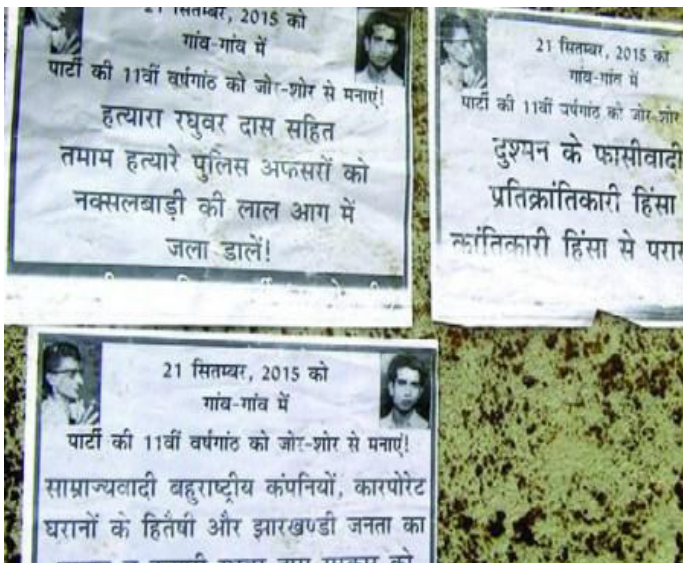 21 सितम्बर, 2015 को
गांव-गांव में
पार्टी की 11वीं वर्षगांठ को जोर-शोर से मनाएं!
हत्यारा रघुवर दास सहित
तमाम हत्यारे पुलिस अफसरों को
नक्सलबाड़ी की लाल आग में
जला डालें!
21 सितम्बर, 2015 को
गांव-गांव में
पार्टी की 11वीं वर्षगांठ को जोर-शोर
दुश्मन के फासीवादी
प्रतिक्रांतिकारी हिंसा
क्रांतिकारी हिंसा से
21 सितम्बर, 2015 को
गांव-गांव में
पार्टी की 11वीं वर्षगांठ को जोर-शोर से मनाएं!
साम्राज्यवादी बहुराष्ट्रीय कंपनियों, कारपोरेट
घरानों के हितैषी और झारखण्डी जनता का